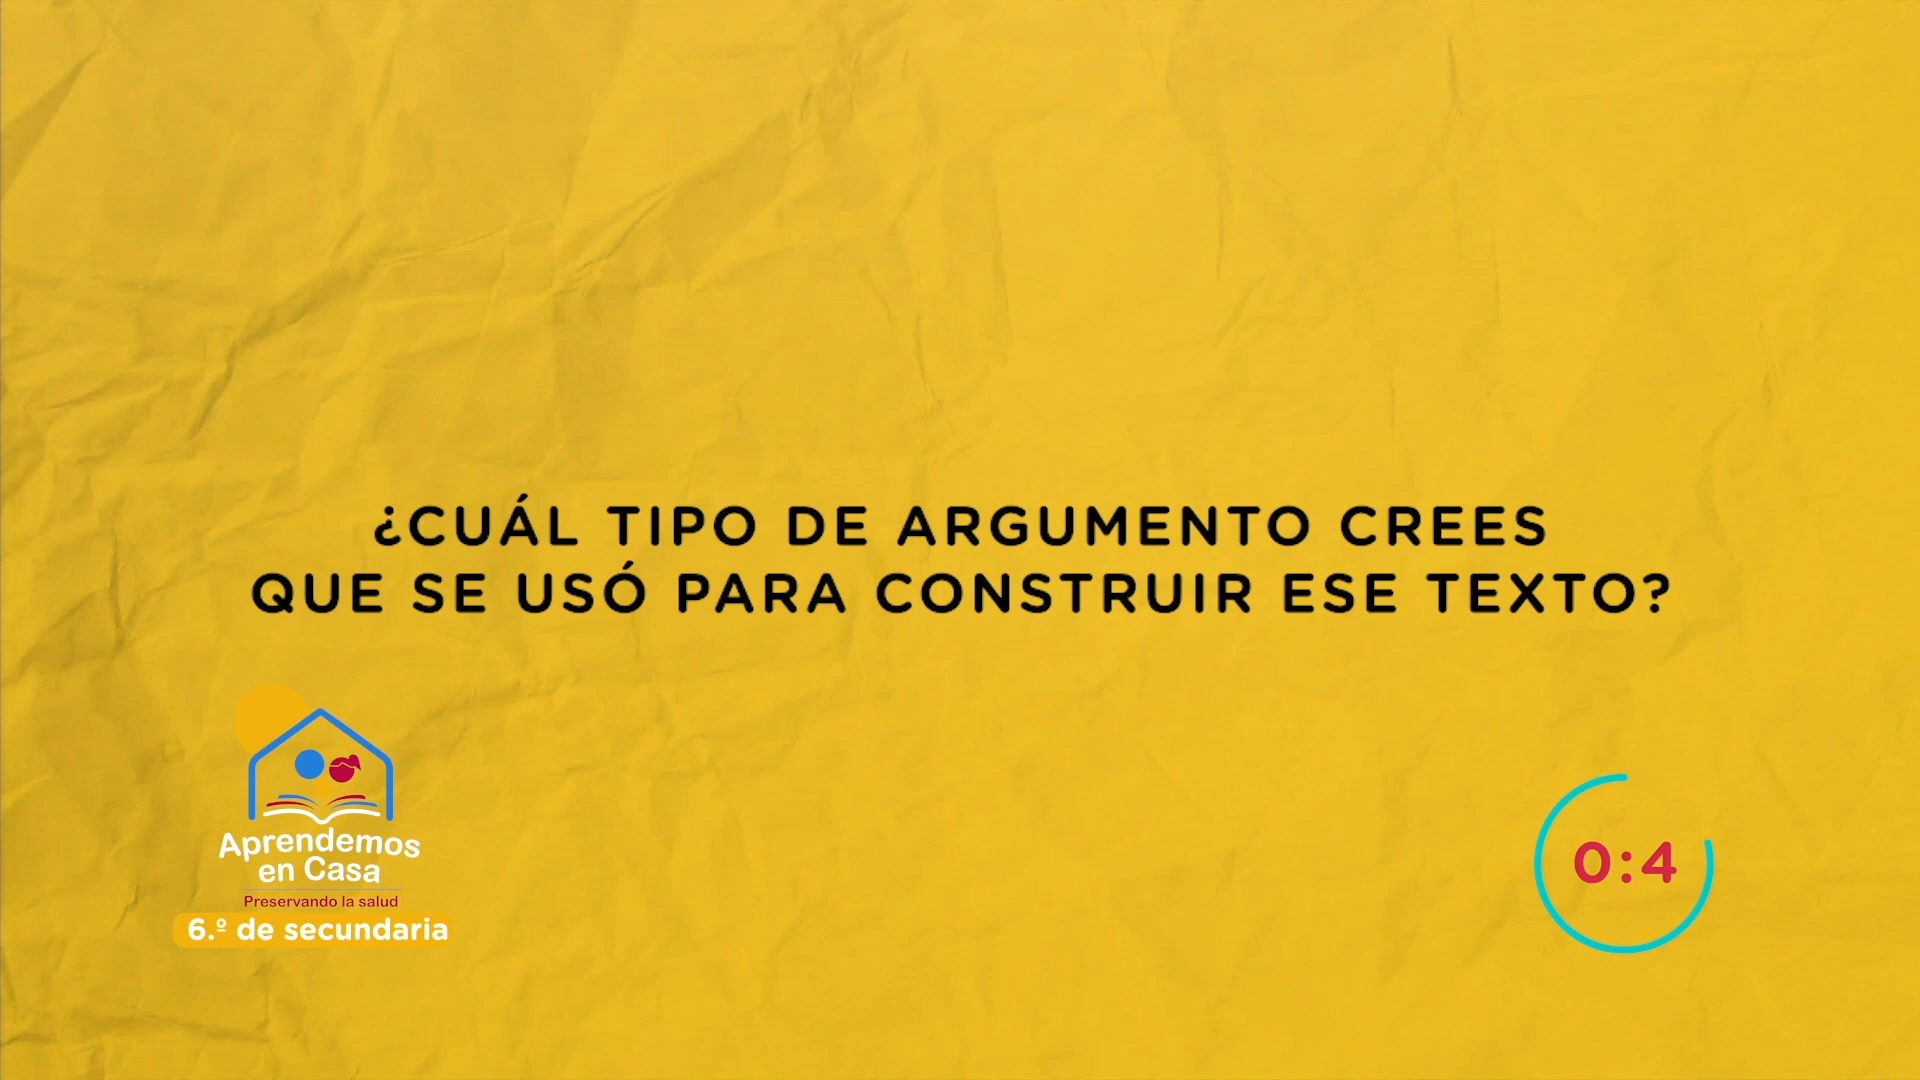 ¿CUÁL TIPO DE ARGUMENTO CREES
QUE SE USÓ PARA CONSTRUIR ESE TEXTO?
Aprendemos
en Casa
Preservando la salud
6.º de secundaria
0:4